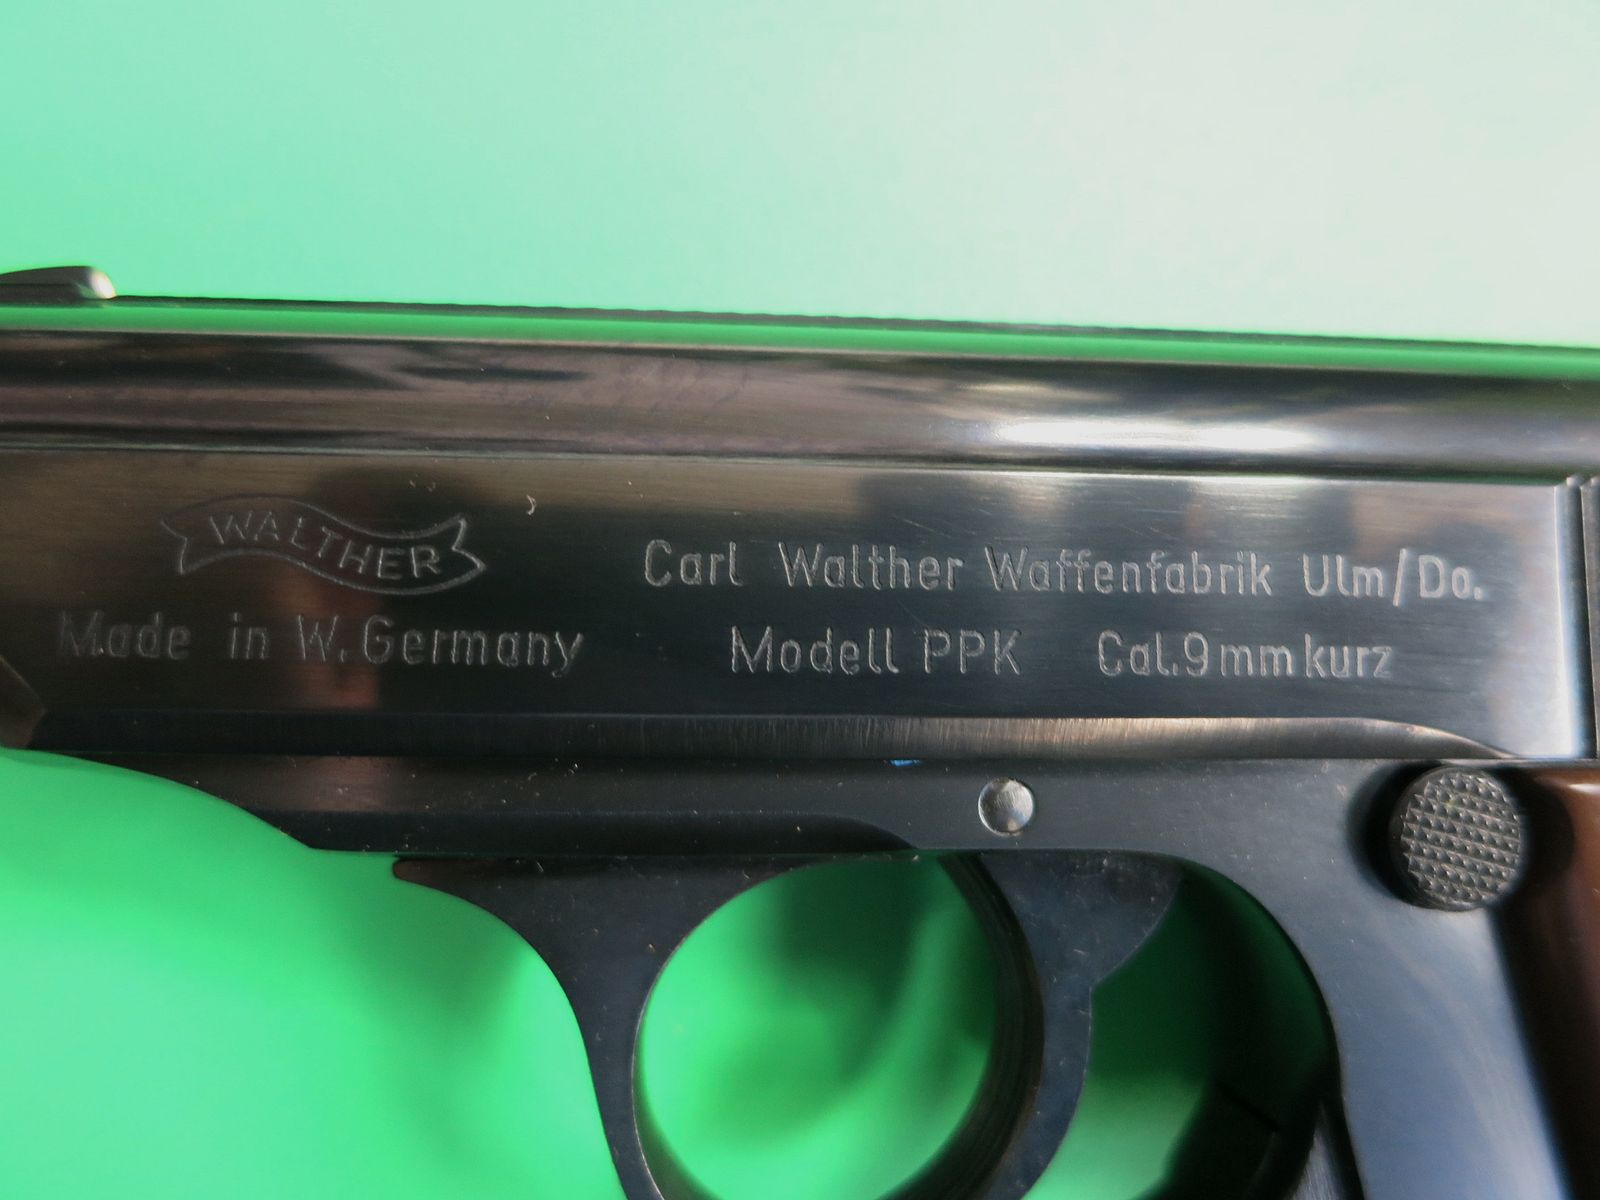 WALTHER
Made in W. Germany
Carl Walther Waffenfabrik Ulm/Do.
Modell PPK Cal. 9mm kurz